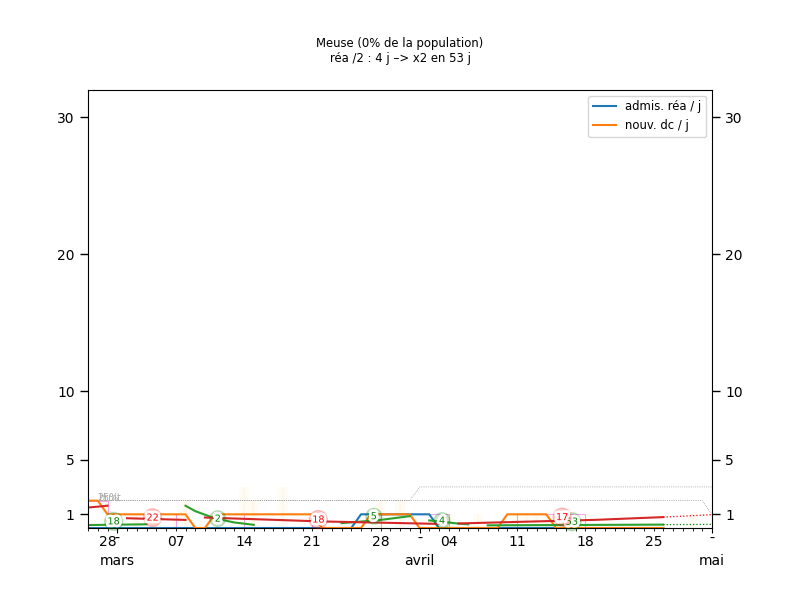 Meuse (0% de la population)
réa /2 : 4 j –> x2 en 53 j
admis. réa / j
nouv. dc / j
30 30
20 20
10 10
5 5
1 1
18 22 2 18 5 4 17 53
28 07 14 21 28 04 11 18 25
mars avril mai